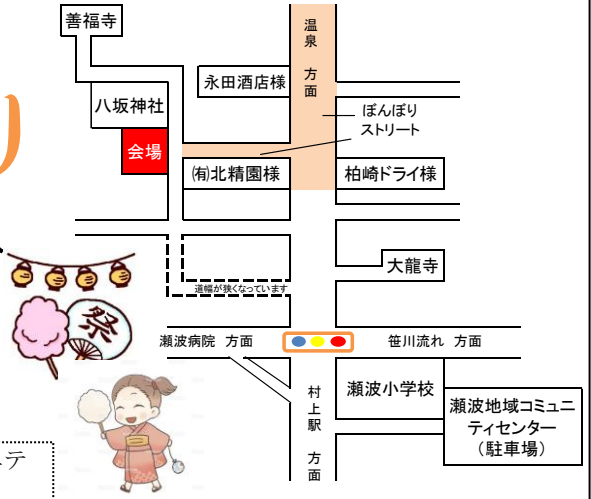 善福寺
温泉 方面
永田酒店様
八坂神社
ぼんぼり
ストリート
り
会場
㈲北精園様
柏崎ドライ様
大龍寺
道幅が狭くなっています
祭
瀬波病院 方面
笹川流れ 方面
村上駅 方面
瀬波小学校
瀬波地域コミュニ
ティセンター
（駐車場）
テ